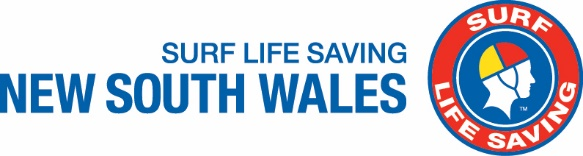 SURF LIFE SAVING
NEW SOUTH WALES
SURF
LIFE SAVING
TM